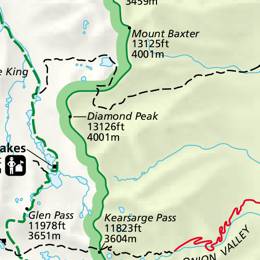 3459m
Mount Baxter
13125ft
4001m
e King
Diamond Peak
13126ft
4001m
akes
Glen Pass
11978ft
3651m
Kearsarge Pass
11823ft
3604m
ONION VALLEY